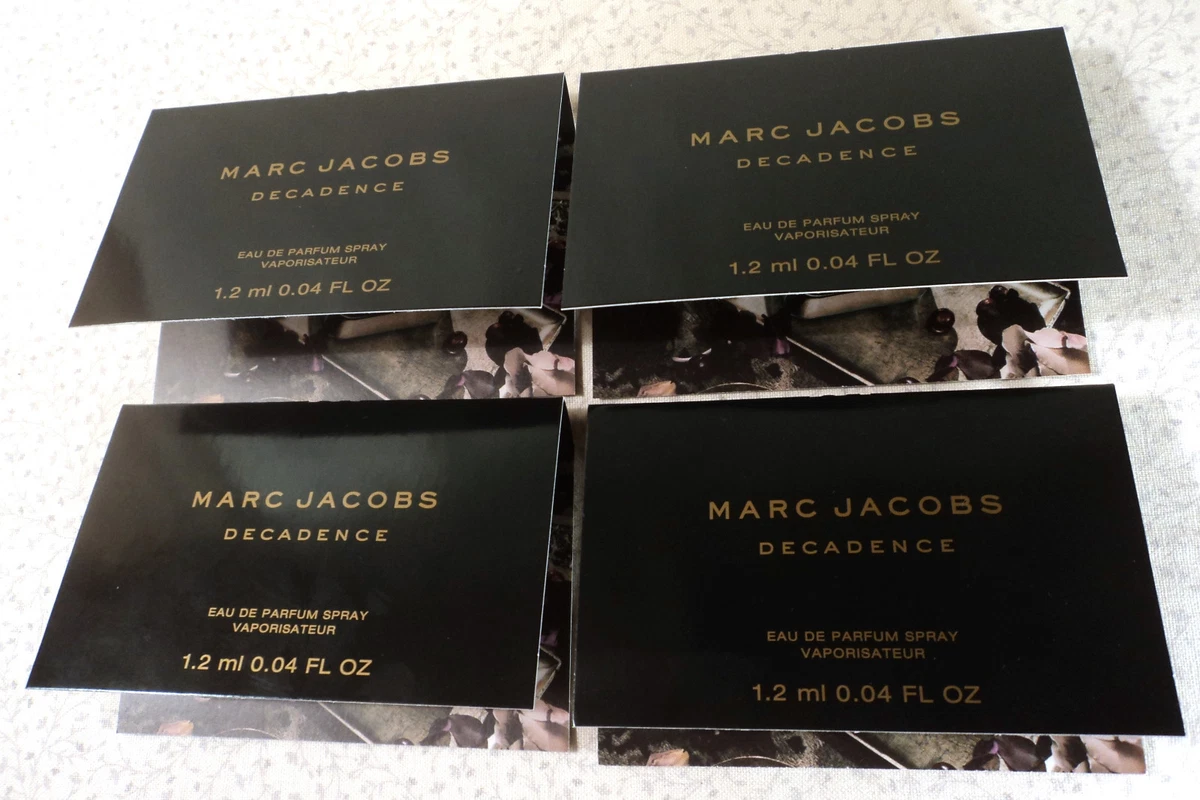 MARC JACOBS
DECADENCE
EAU DE PARFUM SPRAY
VAPORISATEUR
1.2 ml 0.04 FL OZ
MARC JACOBS
DECADENCE
EAU DE PARFUM SPRAY
VAPORISATEUR
1.2 ml 0.04 FL OZ
MARC JACOBS
DECADENCE
EAU DE PARFUM SPRAY
VAPORISATEUR
1.2 ml 0.04 FL OZ
MARC JACOBS
DECADENCE
EAU DE PARFUM SPRAY
VAPORISATEUR
1.2 ml 0.04 FL OZ